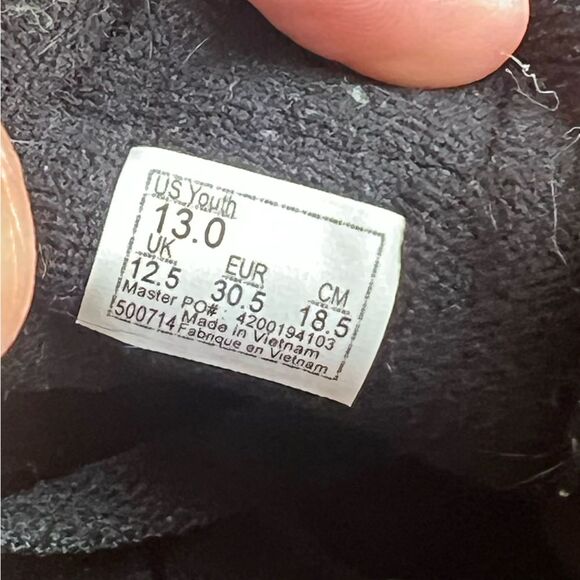 US Youth
13.0
UK EUR CM
12.5 30.5 18.5
Master PO#: 4200194103
500714 Made in Vietnam
Fabrique en Vietnam